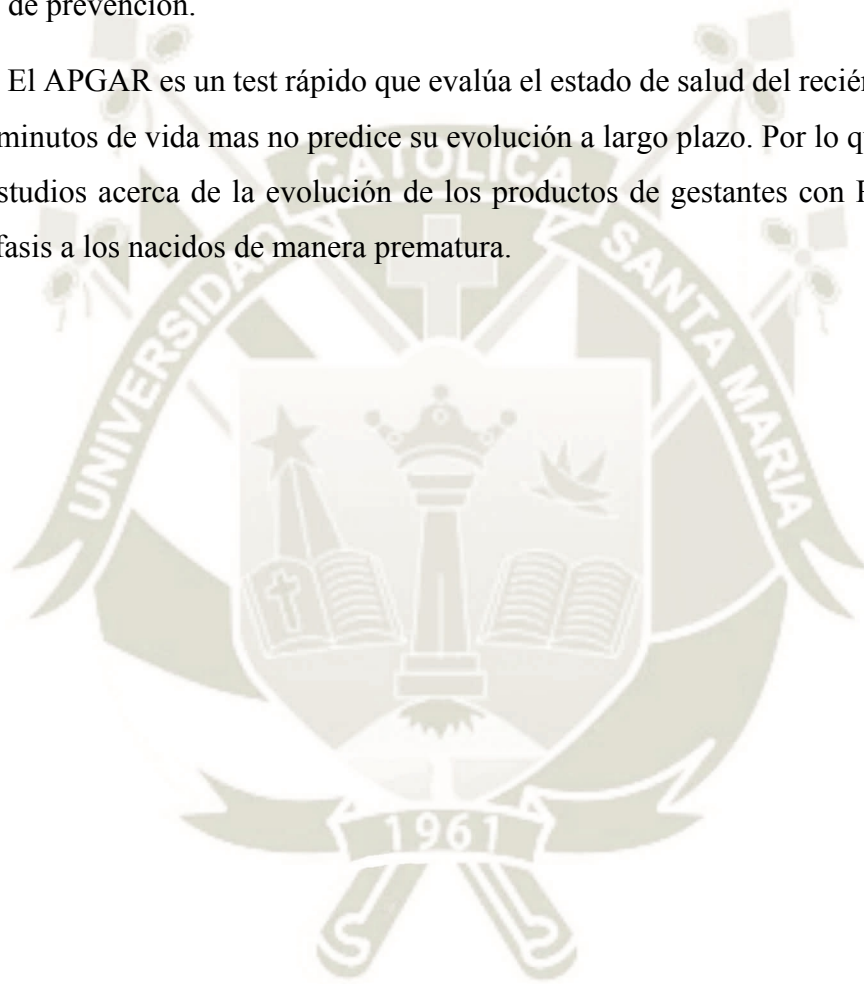 de prevención.
El APGAR es un test rápido que evalúa el estado de salud del recién
minutos de vida mas no predice su evolución a largo plazo. Por lo
studios acerca de la evolución de los productos de gestantes con
fasis a los nacidos de manera prematura.
UNIVERSIDAD CATOLICA SANTA MARIA
1961